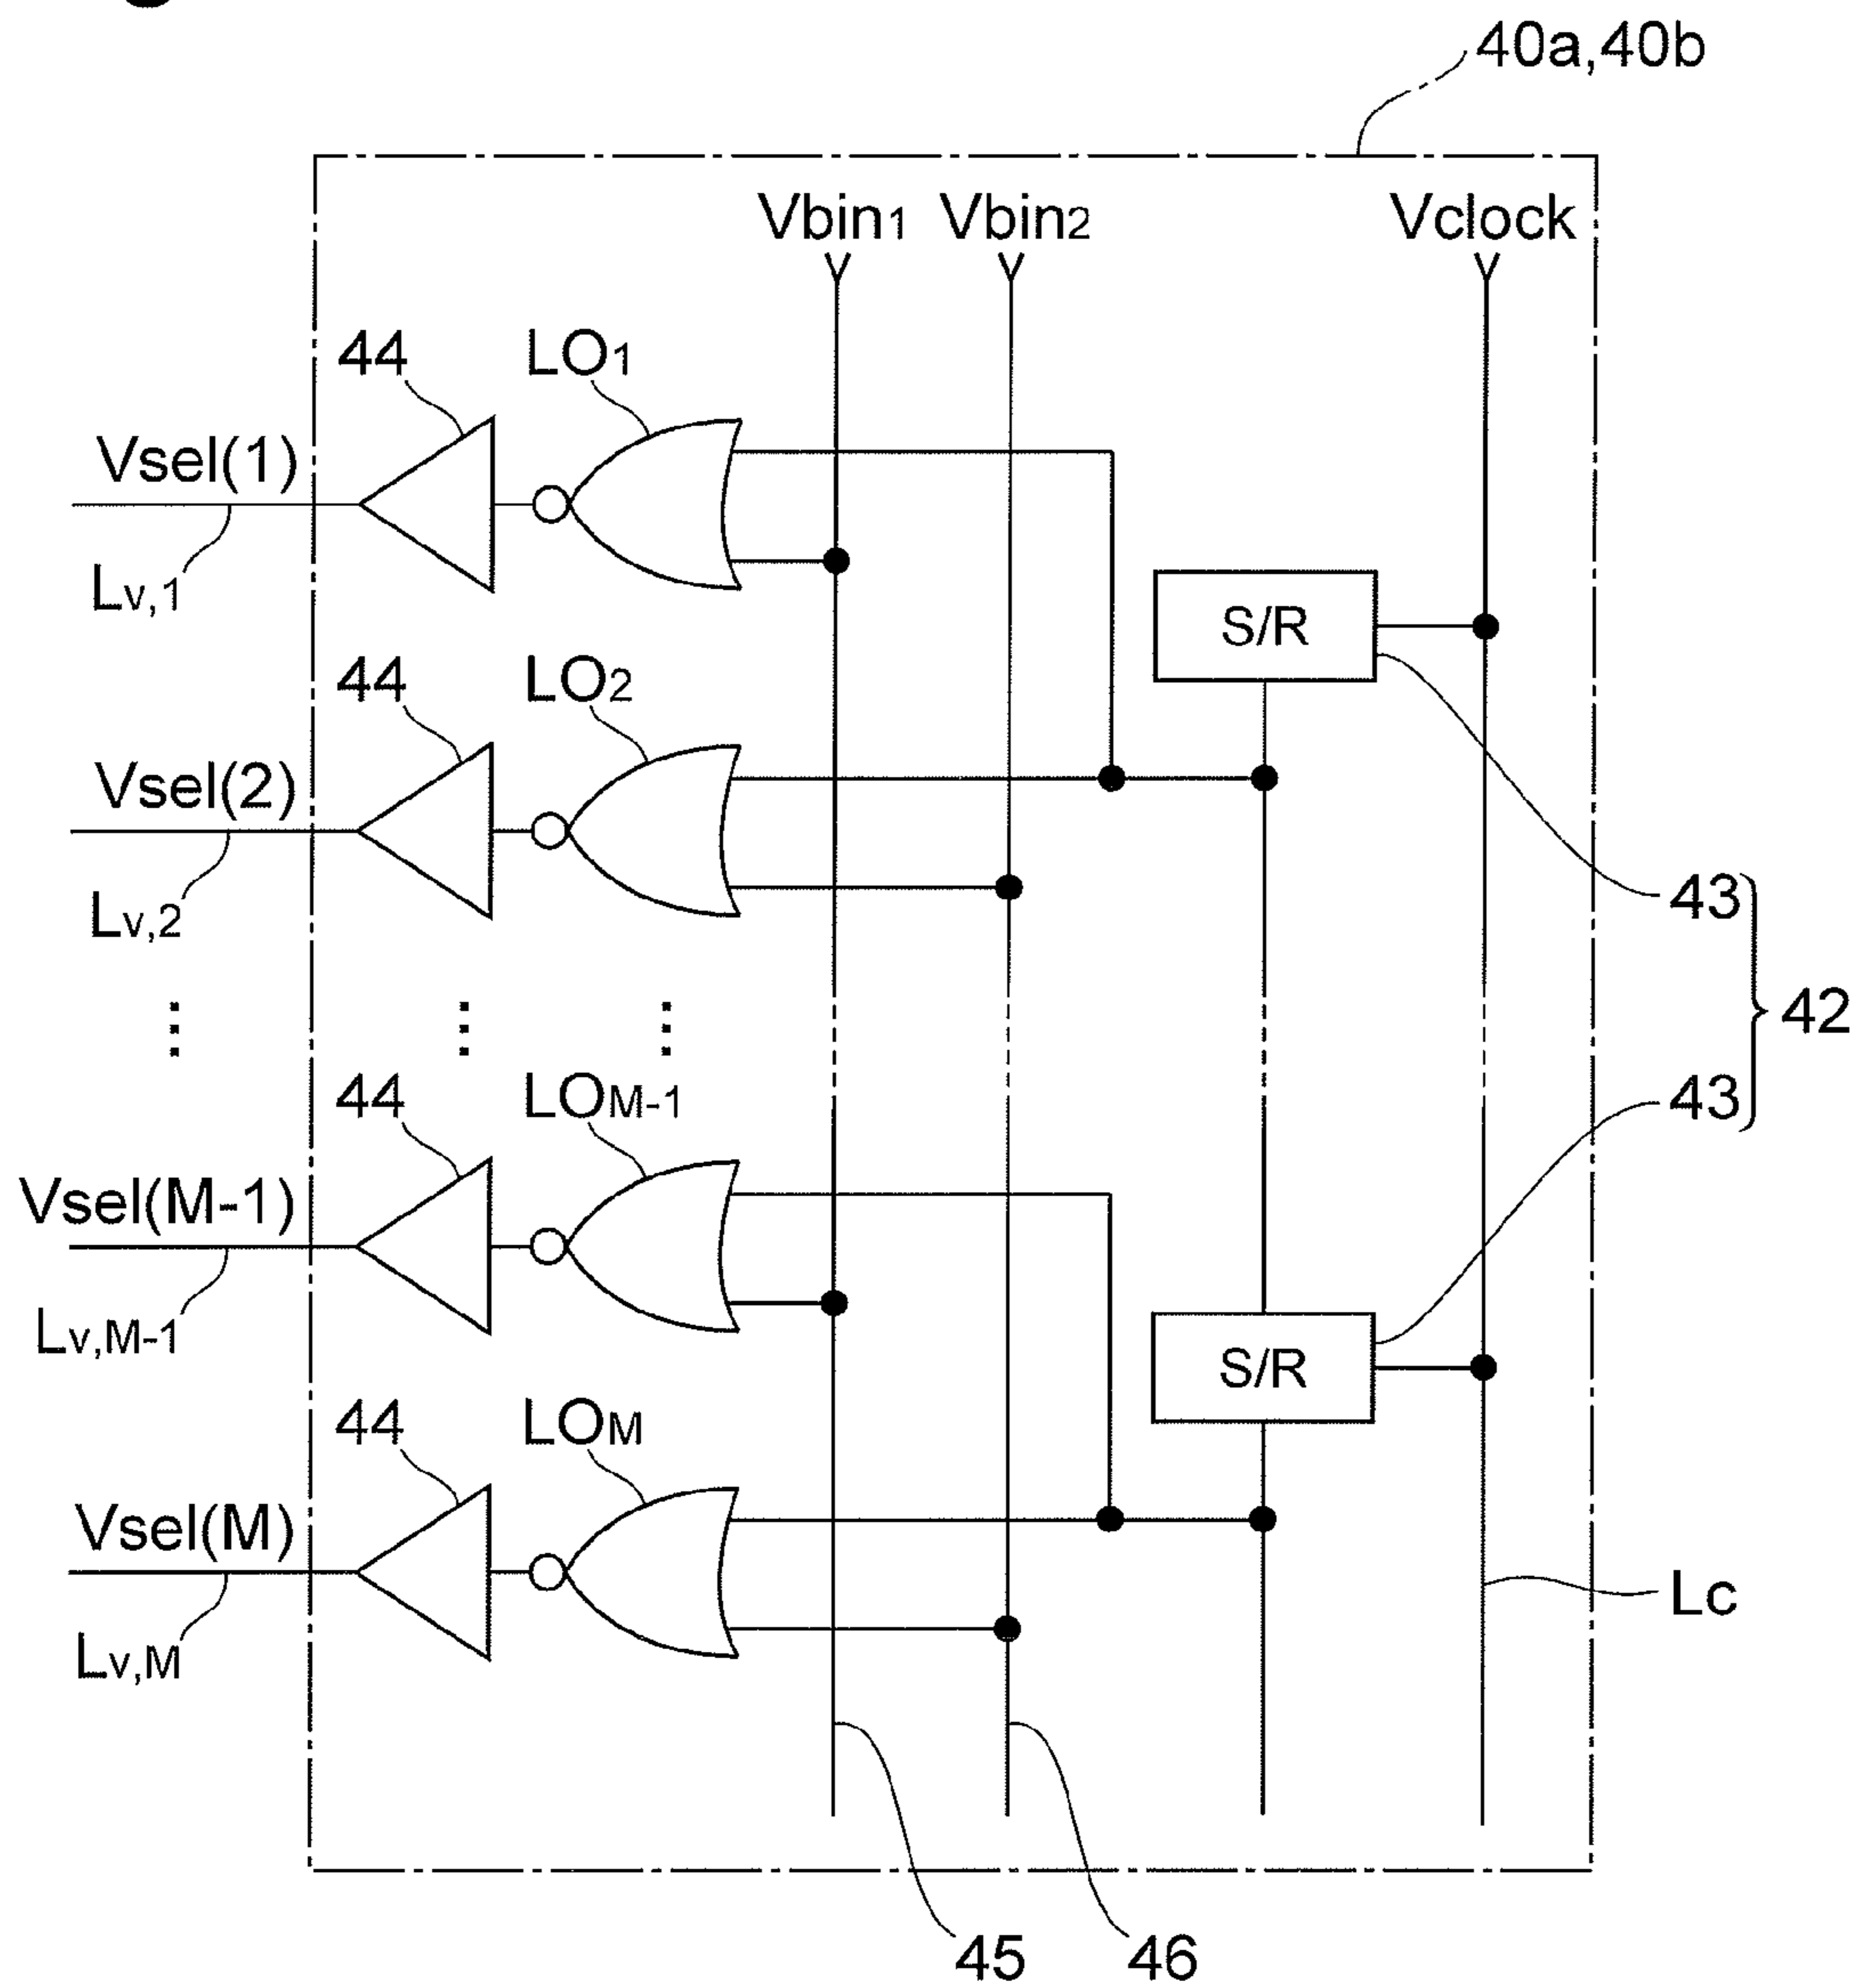 40a,40b
Vbin1 Vbin2 Vclock
44 LO1
Vsel(1)
Lv,1
S/R
44 LO2
Vsel(2)
Lv,2
43
42
43
44 LOM-1
Vsel(M-1)
Lv,M-1
S/R
44 LOM
Vsel(M)
Lv,M
Lc
45 46